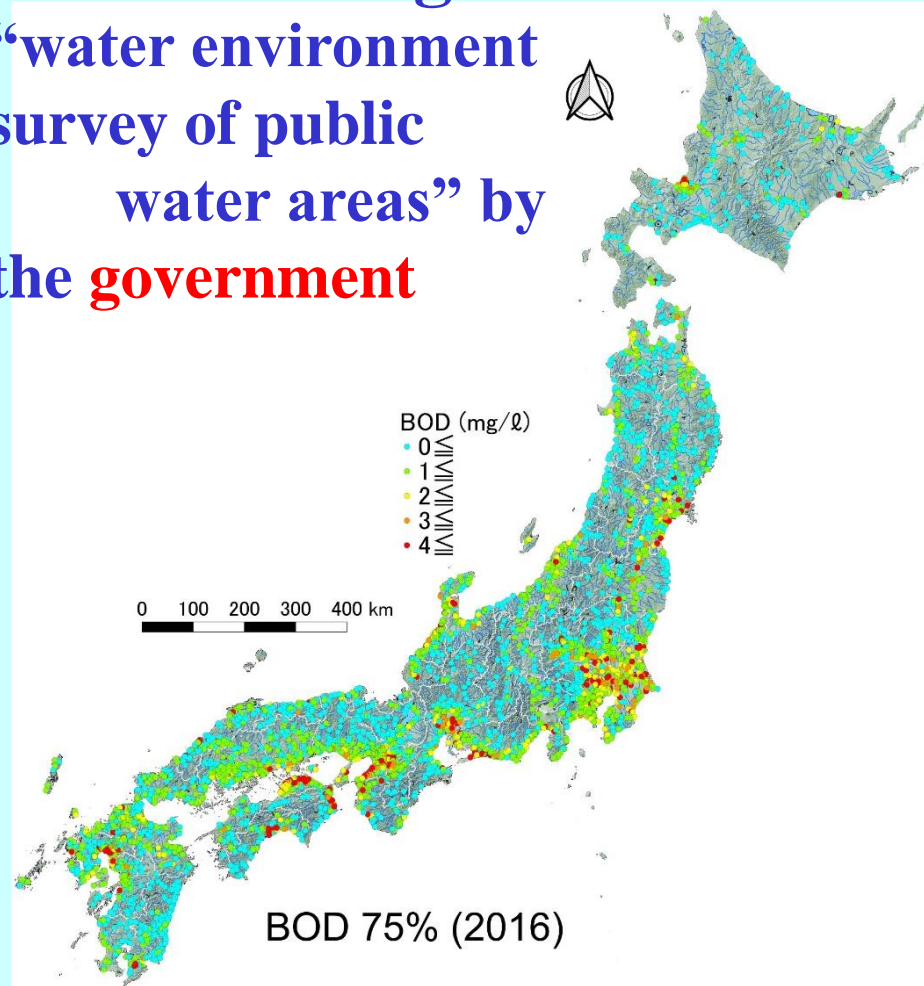 “water environment
survey of public
water areas” by
the government
BOD (mg/ℓ)
0≦
1≦
2≦
3≦
4≦
0 100 200 300 400 km
BOD 75% (2016)